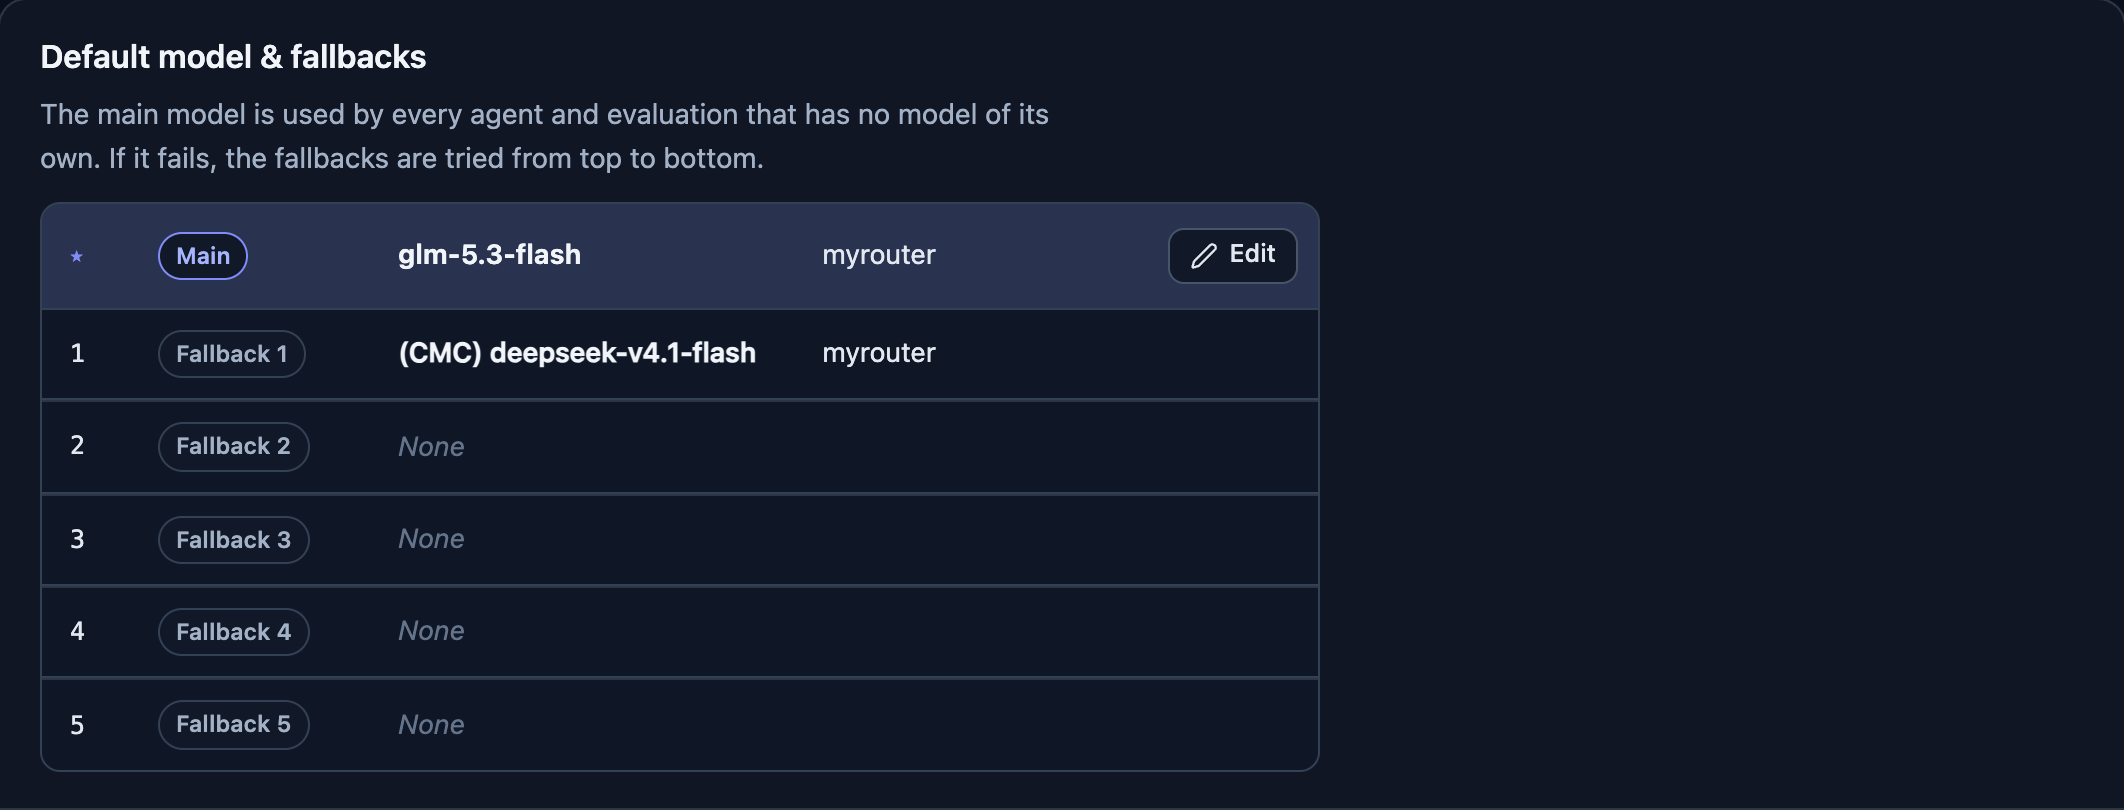 Default model & fallbacks
The main model is used by every agent and evaluation that has no model of its
own. If it fails, the fallbacks are tried from top to bottom.
★ Main glm-5.3-flash myrouter Edit
1 Fallback 1 (CMC) deepseek-v4.1-flash myrouter
2 Fallback 2 None
3 Fallback 3 None
4 Fallback 4 None
5 Fallback 5 None